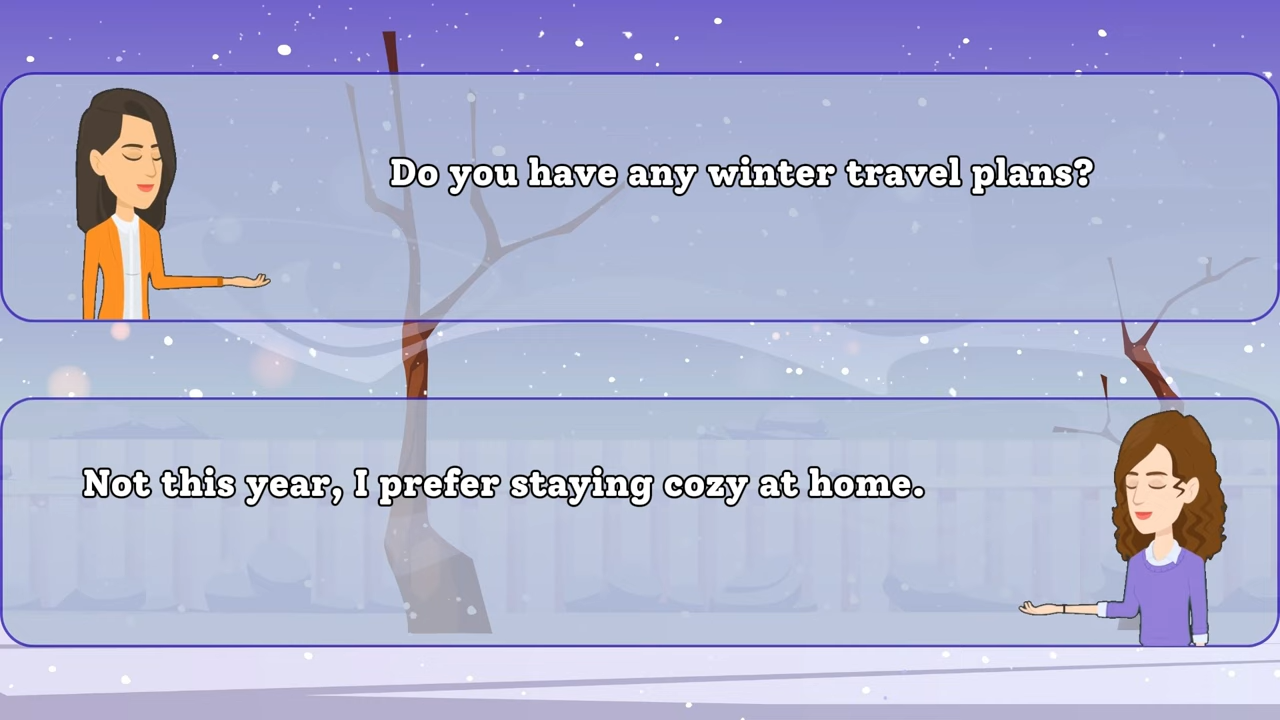 Do you have any winter travel plans?
Not this year, I prefer staying cozy at home.